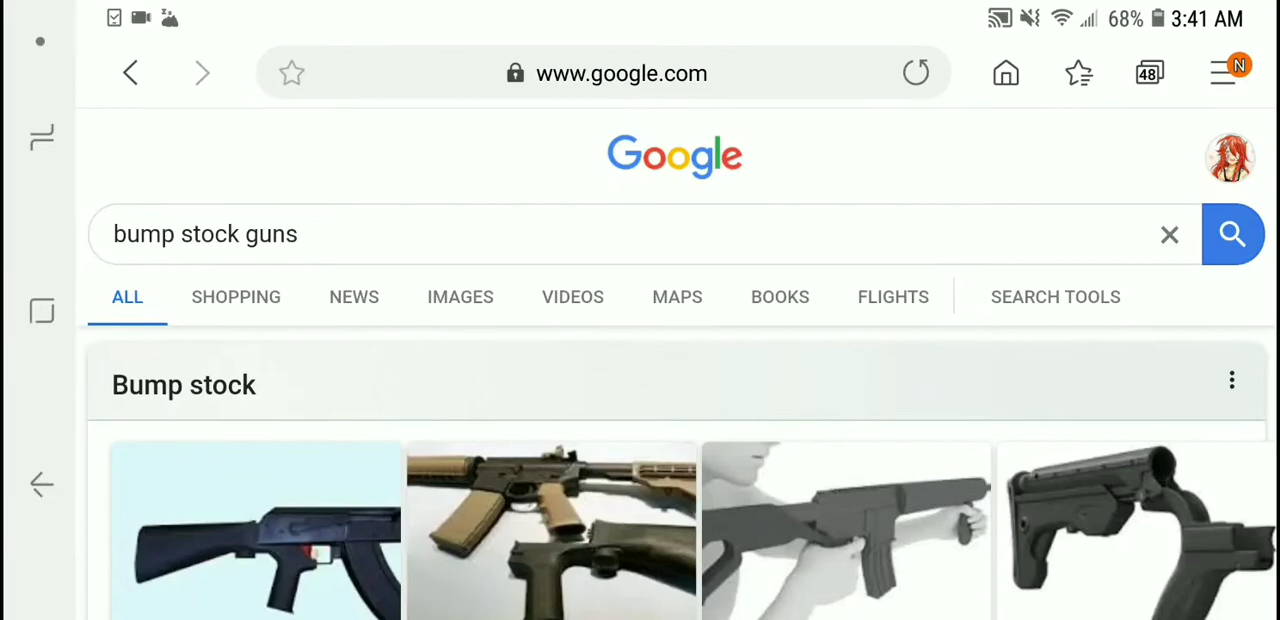 68% 3:41 AM
www.google.com
48
N
Google
bump stock guns
ALL SHOPPING NEWS IMAGES VIDEOS MAPS BOOKS FLIGHTS SEARCH TOOLS
Bump stock